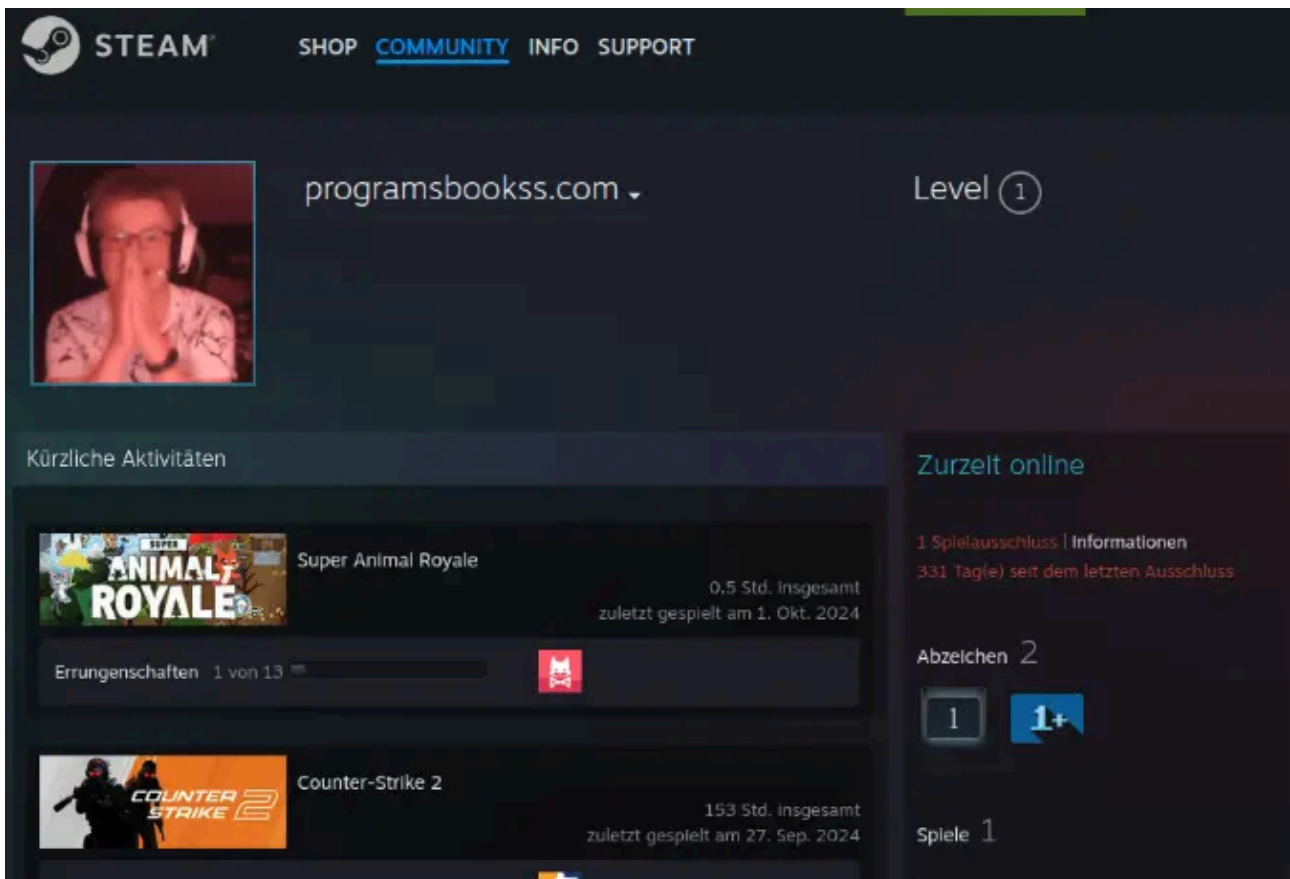 STEAM®
SHOP COMMUNITY INFO SUPPORT
programsbookss.com
Level 1
Kürzliche Aktivitäten
Zurzeit online
SUPER
ANIMAL
ROYALE
Super Animal Royale
0.5 Std. insgesamt
zuletzt gespielt am 1. Okt. 2024
1 Spielausschluss | Informationen
331 Tag(e) seit dem letzten Ausschluss
Errungenschaften 1 von 13
Abzeichen 2
1
1+
COUNTER
STRIKE 2
Counter-Strike 2
153 Std. insgesamt
zuletzt gespielt am 27. Sep. 2024
Spiele 1